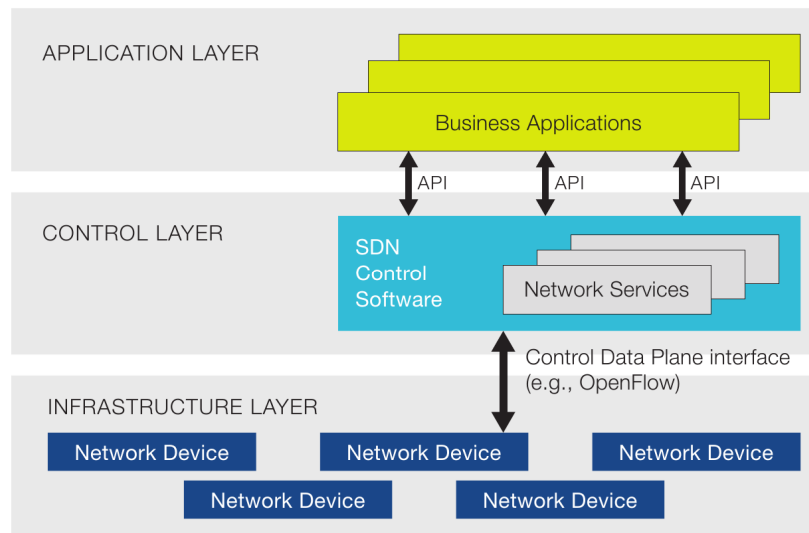 APPLICATION LAYER
Business Applications
API
API
API
CONTROL LAYER
SDN
Control
Software
Network Services
Control Data Plane interface
(e.g., OpenFlow)
INFRASTRUCTURE LAYER
Network Device
Network Device
Network Device
Network Device
Network Device